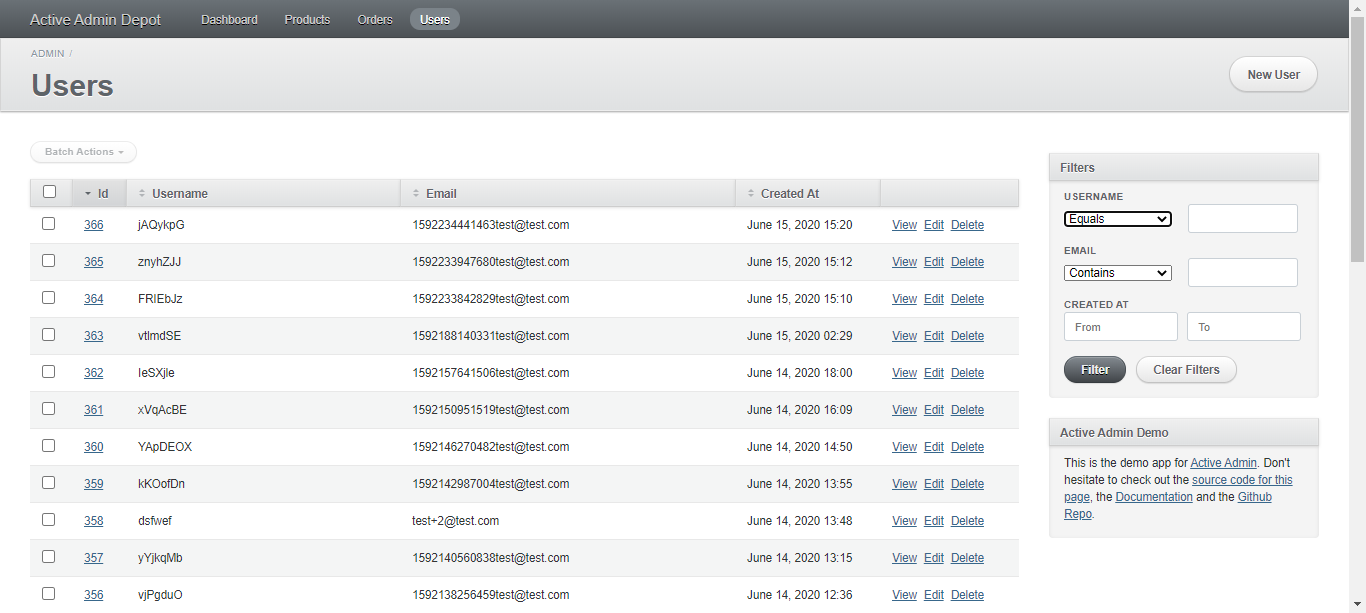 Active Admin Depot Dashboard Products Orders Users
ADMIN /
Users
New User
Batch Actions
Id Username Email Created At
366 jAQykpG 1592234441463test@test.com June 15, 2020 15:20 View Edit Delete
365 znyhZJJ 1592233947680test@test.com June 15, 2020 15:12 View Edit Delete
364 FRIEbJz 1592233842829test@test.com June 15, 2020 15:10 View Edit Delete
363 vtlmdSE 1592188140331test@test.com June 15, 2020 02:29 View Edit Delete
362 IeSXjle 1592157641506test@test.com June 14, 2020 18:00 View Edit Delete
361 xVqAcBE 1592150951519test@test.com June 14, 2020 16:09 View Edit Delete
360 YApDEOX 1592146270482test@test.com June 14, 2020 14:50 View Edit Delete
359 kKOofDn 1592142987004test@test.com June 14, 2020 13:55 View Edit Delete
358 dsfwef test+2@test.com June 14, 2020 13:48 View Edit Delete
357 yYjkqMb 1592140560838test@test.com June 14, 2020 13:15 View Edit Delete
356 vjPgduO 1592138256459test@test.com June 14, 2020 12:36 View Edit Delete
Filters
USERNAME
Equals
EMAIL
Contains
CREATED AT
From To
Filter Clear Filters
Active Admin Demo
This is the demo app for Active Admin. Don't
hesitate to check out the source code for this
page, the Documentation and the Github
Repo.